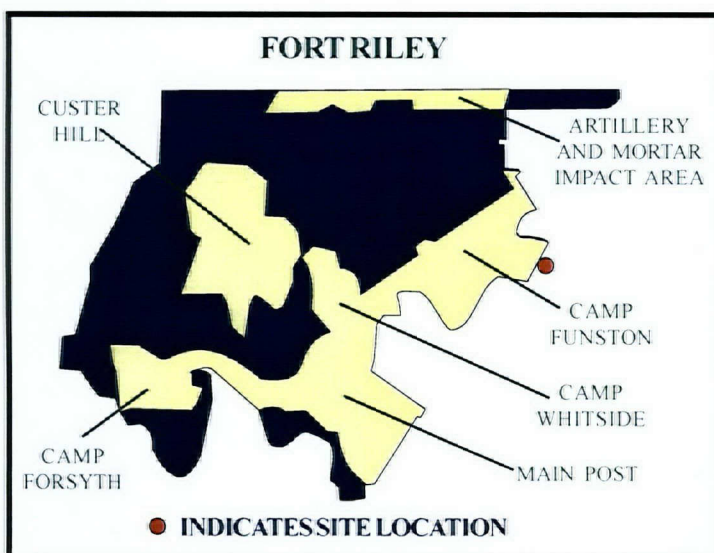 FORT RILEY
CUSTER
HILL
ARTILLERY
AND MORTAR
IMPACT AREA
CAMP
FUNSTON
CAMP
WHITSIDE
MAIN POST
CAMP
FORSYTH
INDICATES SITE LOCATION